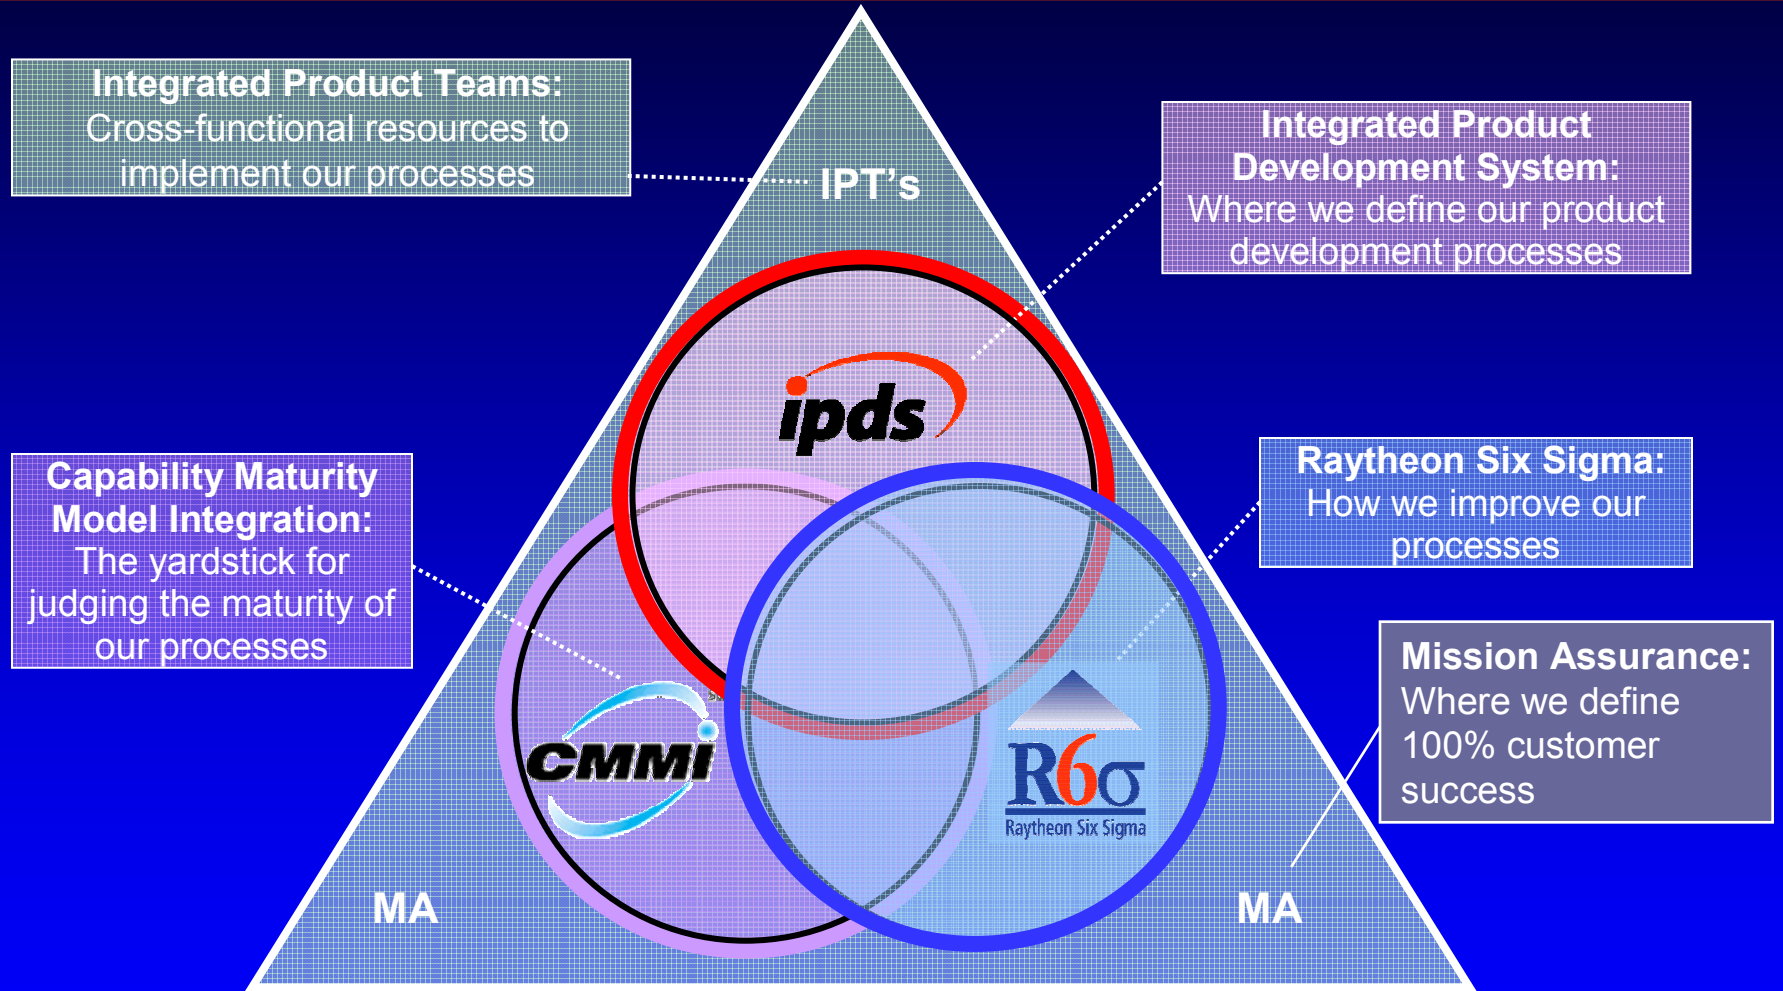 Integrated Product Teams:
Cross-functional resources to
implement our processes
IPT's
Integrated Product
Development System:
Where we define our product
development processes
ipds
Capability Maturity
Model Integration:
The yardstick for
judging the maturity of
our processes
Raytheon Six Sigma:
How we improve our
processes
CMMI
R6σ
Raytheon Six Sigma
Mission Assurance:
Where we define
100% customer
success
MA
MA